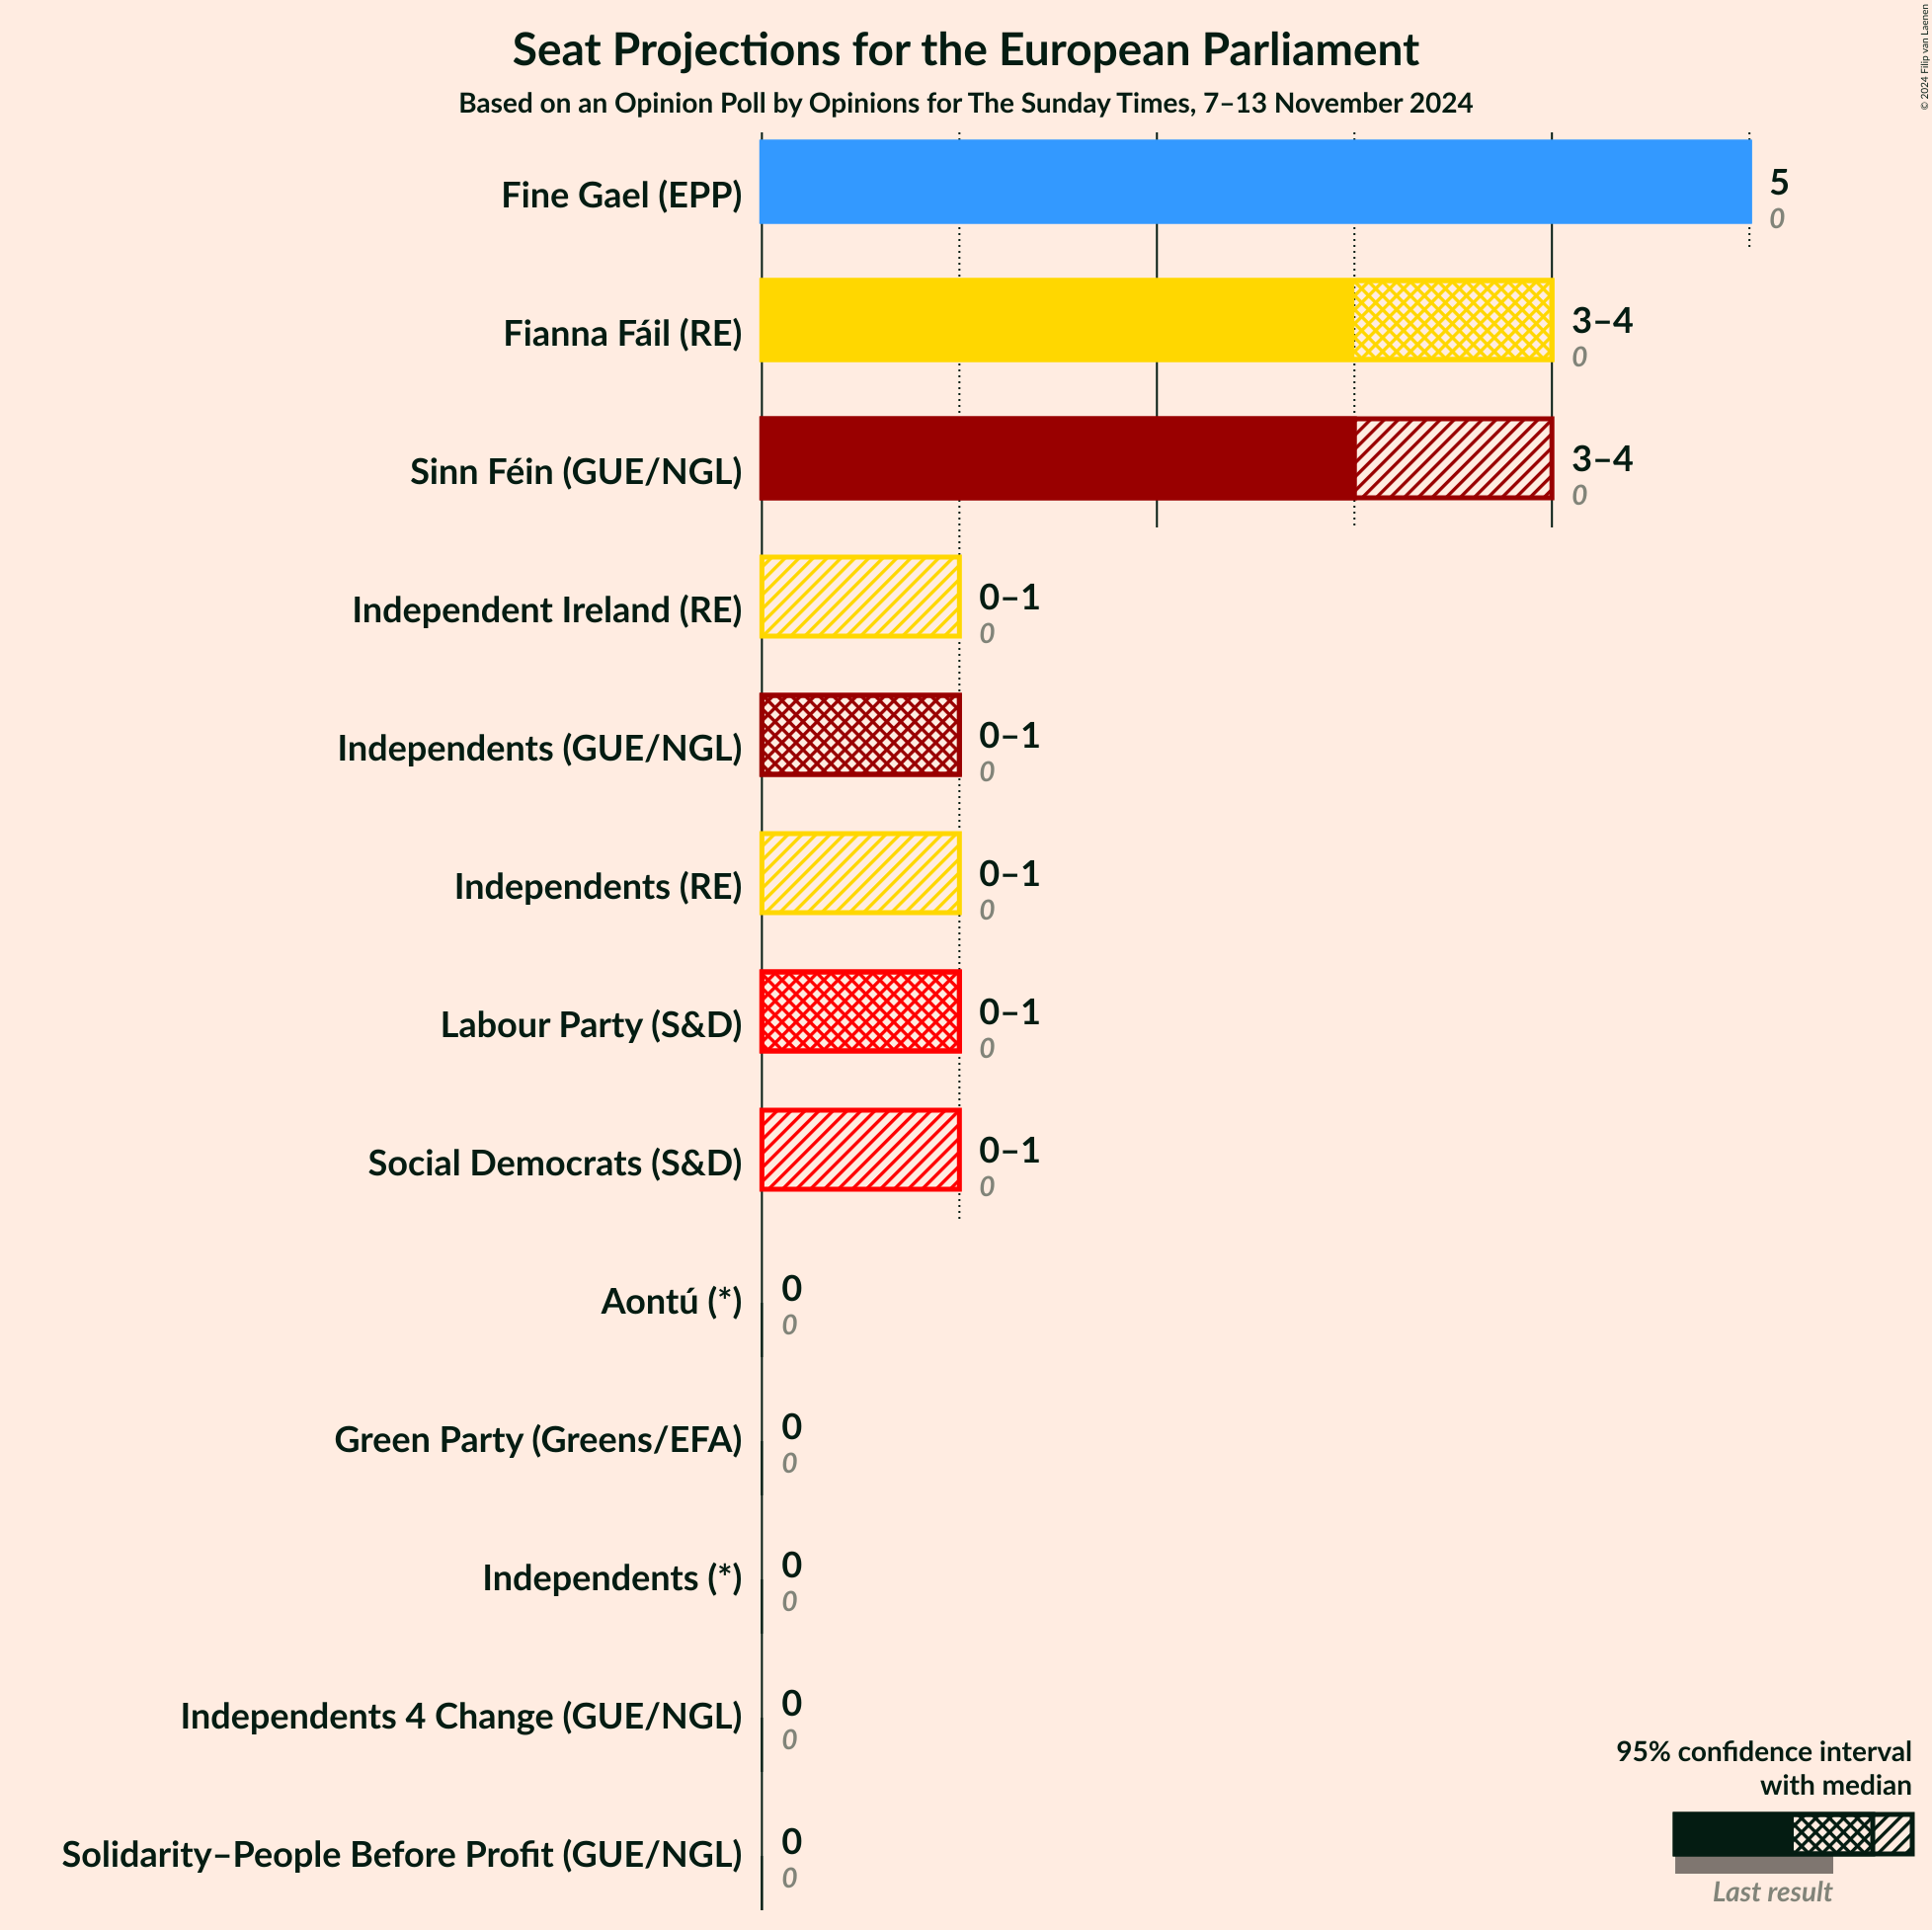 Seat Projections for the European Parliament
Based on an Opinion Poll by Opinions for The Sunday Times, 7–13 November 2024
© 2024 Filip van Laenen
Fine Gael (EPP)
5
0
Fianna Fáil (RE)
3–4
0
Sinn Féin (GUE/NGL)
3–4
0
Independent Ireland (RE)
0–1
0
Independents (GUE/NGL)
0–1
0
Independents (RE)
0–1
0
Labour Party (S&D)
0–1
0
Social Democrats (S&D)
0–1
0
Aontú (*)
0
0
Green Party (Greens/EFA)
0
0
Independents (*)
0
0
Independents 4 Change (GUE/NGL)
0
0
Solidarity–People Before Profit (GUE/NGL)
0
0
95% confidence interval
with median
Last result